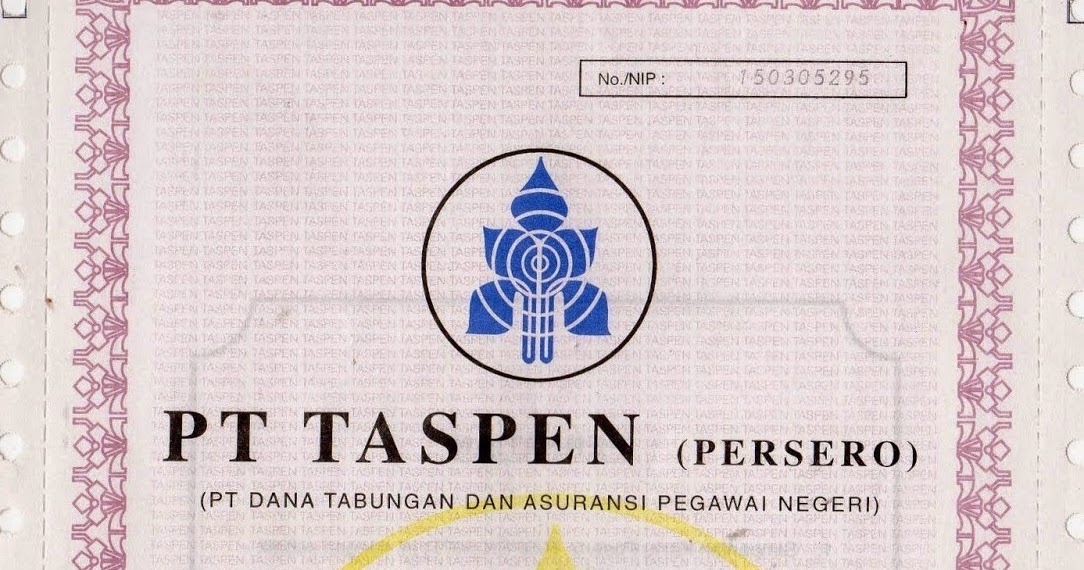 No./NIP : 150305295
PT TASPEN (PERSERO)
(PT DANA TABUNGAN DAN ASURANSI PEGAWAI NEGERI)